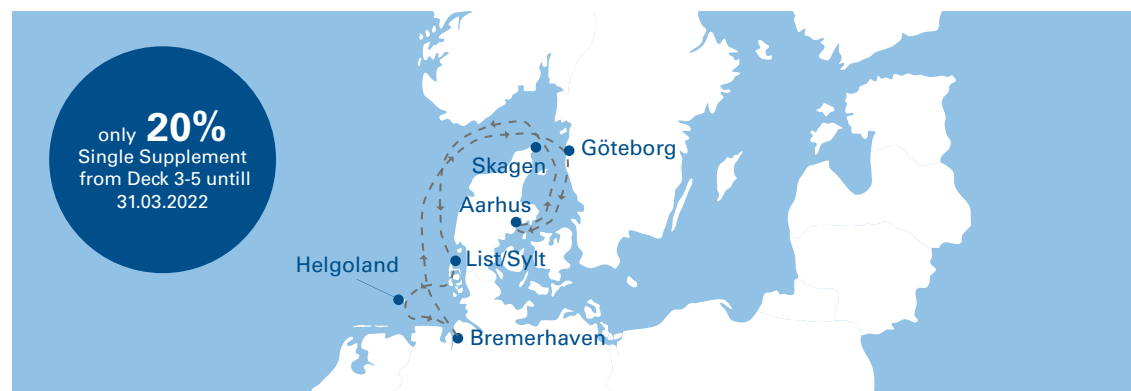 only 20%
Single Supplement
from Deck 3-5 untill
31.03.2022
Göteborg
Skagen
Aarhus
List/Sylt
Helgoland
Bremerhaven